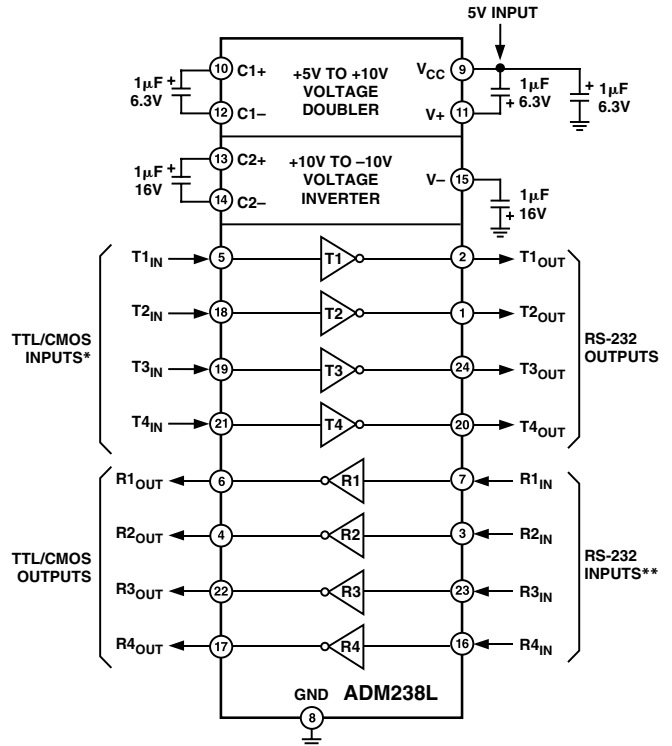 5V INPUT
1μF
6.3V
+
10
C1+
12
C1–
+5V TO +10V
VOLTAGE
DOUBLER
VCC
9
V+
11
1μF
+ 6.3V
+
1μF
6.3V
1μF
16V
+
13
C2+
14
C2–
+10V TO –10V
VOLTAGE
INVERTER
V–
15
1μF
+ 16V
TTL/CMOS
INPUTS*
T1IN
5
T1
2
T1OUT
T2IN
18
T2
1
T2OUT
T3IN
19
T3
24
T3OUT
T4IN
21
T4
20
T4OUT
RS-232
OUTPUTS
TTL/CMOS
OUTPUTS
R1OUT
6
R1
7
R1IN
R2OUT
4
R2
3
R2IN
R3OUT
22
R3
23
R3IN
R4OUT
17
R4
16
R4IN
RS-232
INPUTS**
GND
8
ADM238L